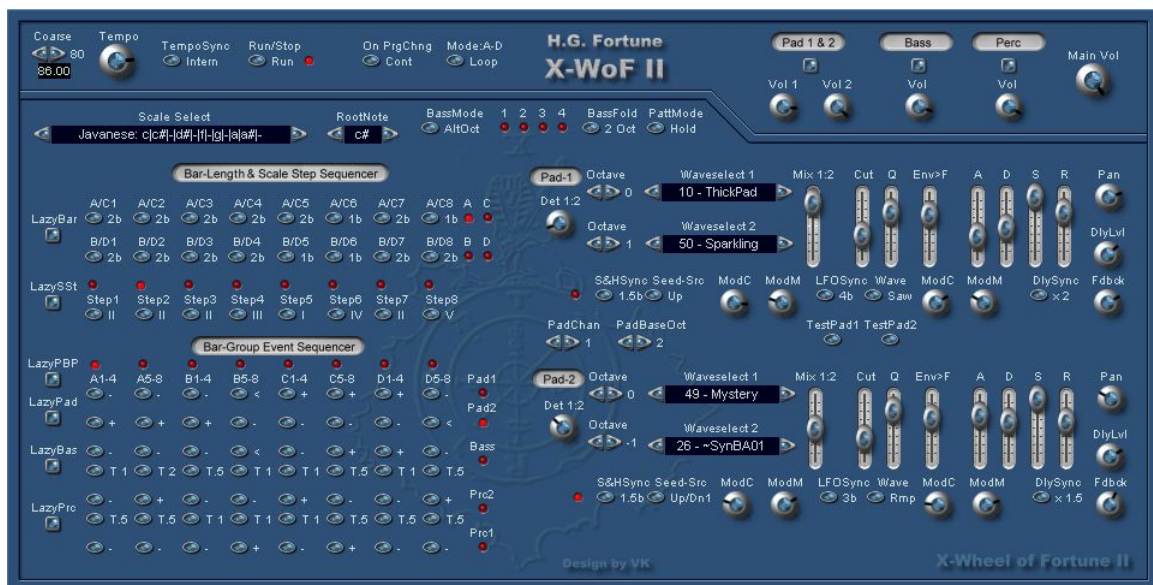 Coarse Tempo
80
86.00
TempoSync Run/Stop On PrgChng Mode:A-D
Intern Run Cont Loop
H.G. Fortune
X-WoF II
Pad 1 & 2 Bass Perc
Main Vol
Vol 1 Vol 2 Vol Vol
Scale Select RootNote
Javanese: c|c#|-|d#|-|f|-|g|-|a|a#|- c#
BassMode 1 2 3 4 BassFold PattMode
AltOct 2 Oct Hold
Bar-Length & Scale Step Sequencer
A/C1 A/C2 A/C3 A/C4 A/C5 A/C6 A/C7 A/C8 A C
LazyBar 2b 2b 2b 2b 2b 1b 2b 1b
B/D1 B/D2 B/D3 B/D4 B/D5 B/D6 B/D7 B/D8 B D
2b 2b 2b 2b 1b 1b 2b 2b
LazySSt
Step1 Step2 Step3 Step4 Step5 Step6 Step7 Step8
II II II III I IV II V
Bar-Group Event Sequencer
LazyPBP
A1-4 A5-8 B1-4 B5-8 C1-4 C5-8 D1-4 D5-8 Pad1
- - - < + + + -
LazyPad Pad2
+ + + - - - - <
LazyBas Bass
- - - < - + + -
T 1 T 2 T.5 T 1 T 1 T.5 T 1 T.5
Prc2
- - - + - - + -
LazyPrc
T.5 T.5 T 1 T 1 T 1 T.5 T.5 T.5
Prc1
- - - + - + - -
Pad-1 Octave Waveselect 1 Mix 1:2 Cut Q Env>F A D S R Pan
0 10 - ThickPad
Det 1:2
Octave Waveselect 2 DlyLvl
1 50 - Sparkling
S&HSync Seed-Src ModC ModM LFOSync Wave ModC ModM DlySync Fdbck
1.5b Up 4b Saw x 2
PadChan PadBaseOct TestPad1 TestPad2
1 2
Pad-2 Octave Waveselect 1 Mix 1:2 Cut Q Env>F A D S R Pan
0 49 - Mystery
Det 1:2
Octave Waveselect 2 DlyLvl
-1 26 - ~SynBA01
S&HSync Seed-Src ModC ModM LFOSync Wave ModC ModM DlySync Fdbck
1.5b Up/Dn1 3b Rmp x 1.5
Design by VK
X-Wheel of Fortune II